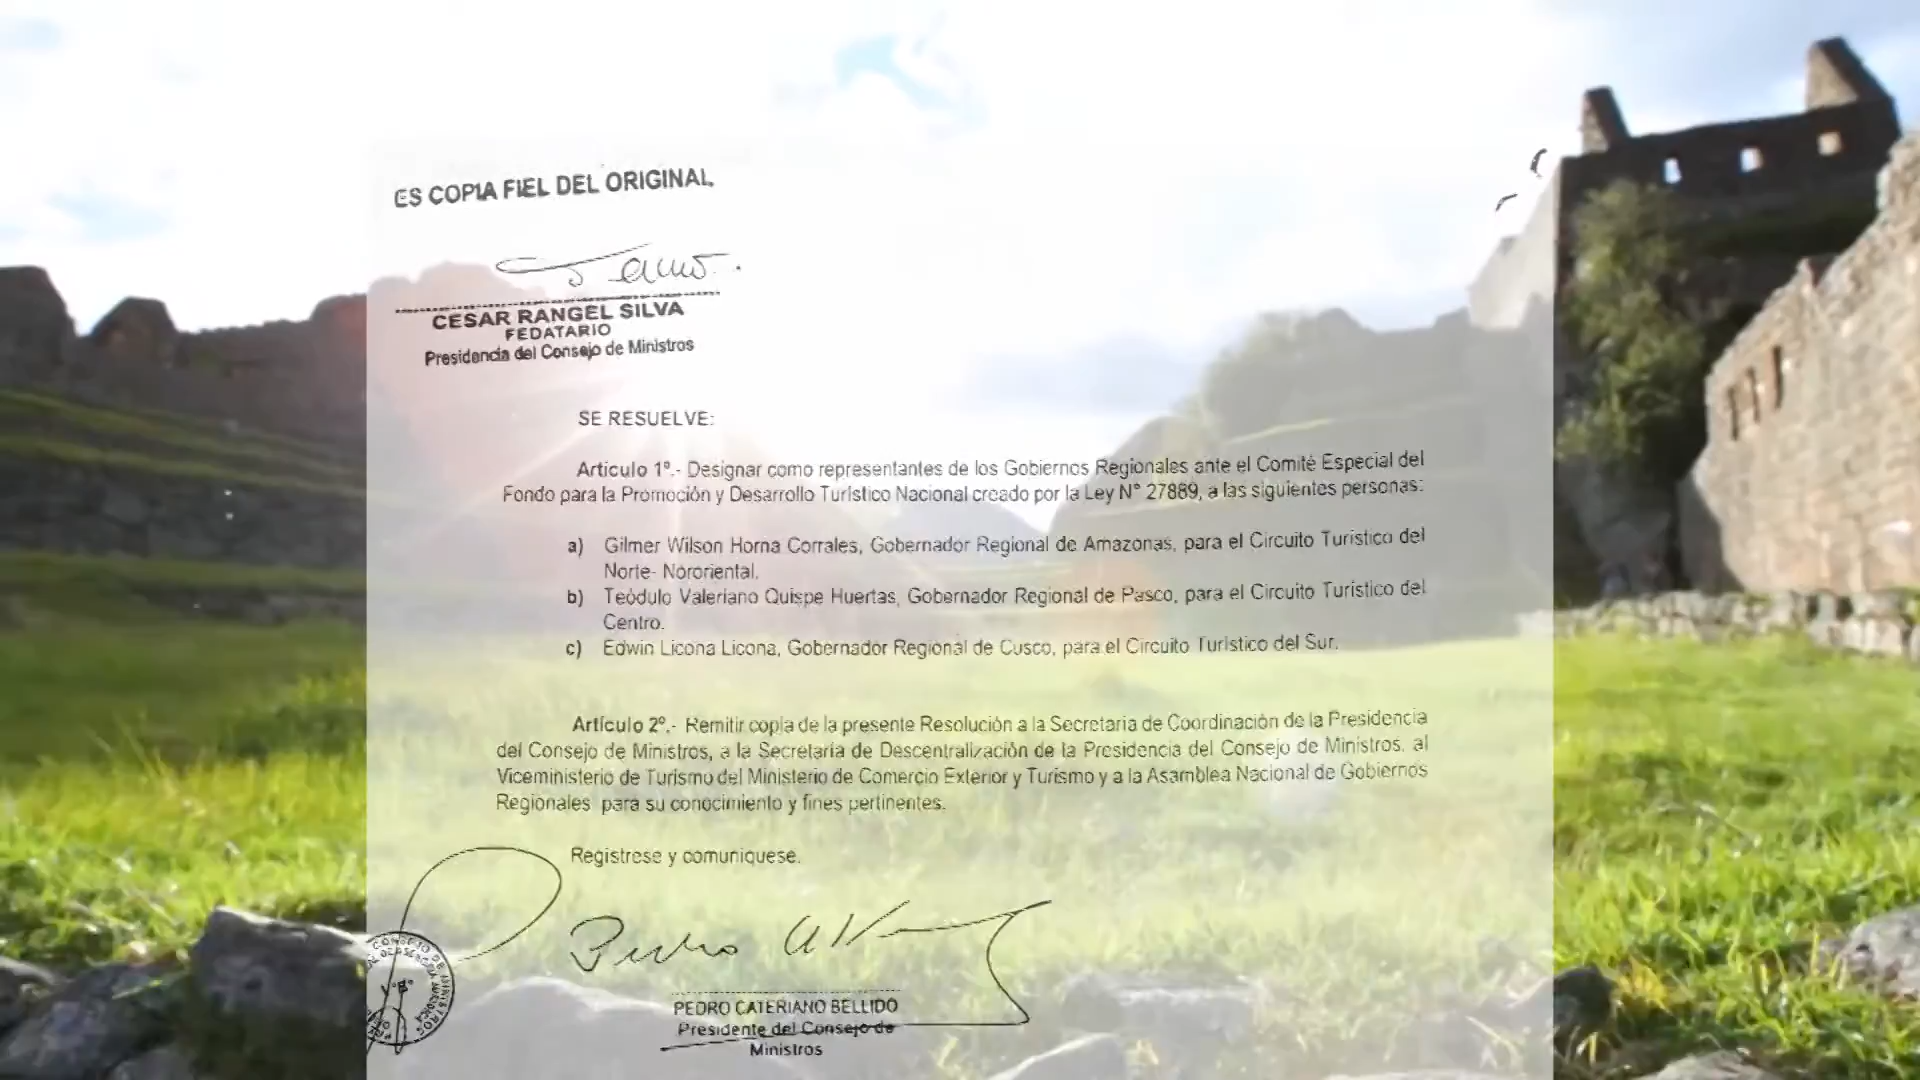 ES COPIA FIEL DEL ORIGINAL
CESAR RANGEL SILVA
FEDATARIO
Presidencia del Consejo de Ministros
SE RESUELVE:
Artículo 1º.- Designar como representantes de los Gobiernos Regionales ante el Comité Especial del
Fondo para la Promoción y Desarrollo Turístico Nacional creado por la Ley N° 27889, a las siguientes personas:
a) Gilmer Wilson Horna Corrales, Gobernador Regional de Amazonas, para el Circuito Turístico del
Norte- Nororiental.
b) Teódulo Valeriano Quispe Huertas, Gobernador Regional de Pasco, para el Circuito Turístico del
Centro.
c) Edwin Licona Licona, Gobernador Regional de Cusco, para el Circuito Turístico del Sur.
Artículo 2º.- Remitir copia de la presente Resolución a la Secretaría de Coordinación de la Presidencia
del Consejo de Ministros, a la Secretaría de Descentralización de la Presidencia del Consejo de Ministros, al
Viceministerio de Turismo del Ministerio de Comercio Exterior y Turismo y a la Asamblea Nacional de Gobiernos
Regionales para su conocimiento y fines pertinentes.
Regístrese y comuníquese.
Pedro
PEDRO CATERIANO BELLIDO
Presidente del Consejo de
Ministros
CONSEJO DE MINISTROS
V°B°